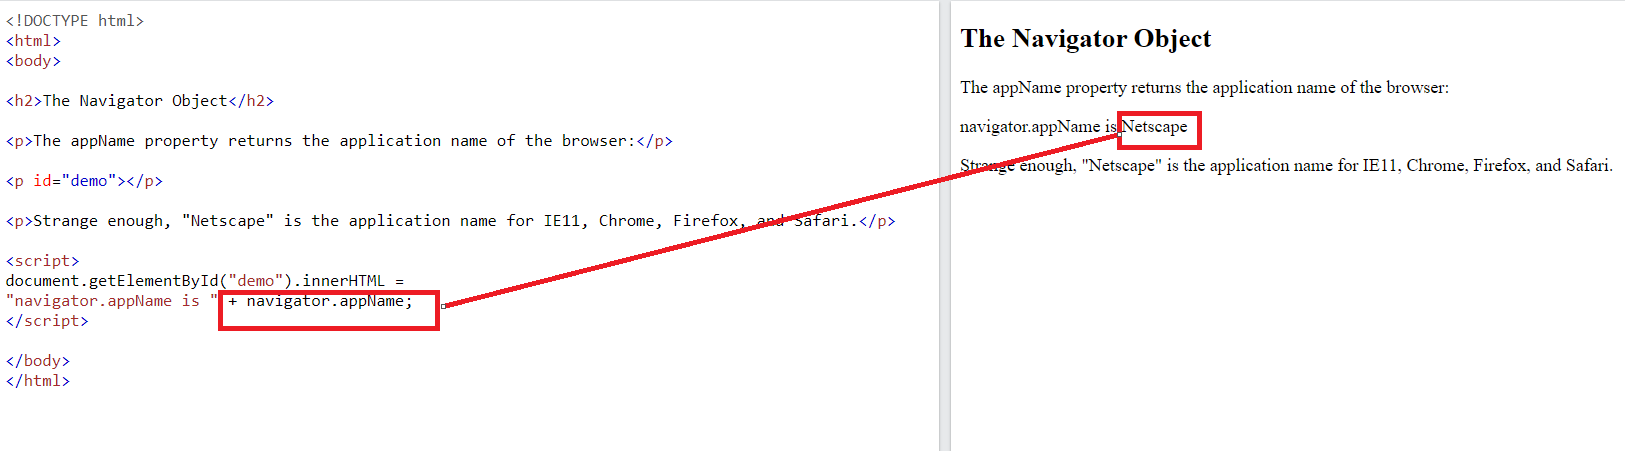 <!DOCTYPE html>
<html>
<body>
<h2>The Navigator Object</h2>
<p>The appName property returns the application name of the browser:</p>
<p id="demo"></p>
<p>Strange enough, "Netscape" is the application name for IE11, Chrome, Firefox, and Safari.</p>
<script>
document.getElementById("demo").innerHTML =
"navigator.appName is " + navigator.appName;
</script>
</body>
</html>
The Navigator Object
The appName property returns the application name of the browser:
navigator.appName is Netscape
Strange enough, "Netscape" is the application name for IE11, Chrome, Firefox, and Safari.